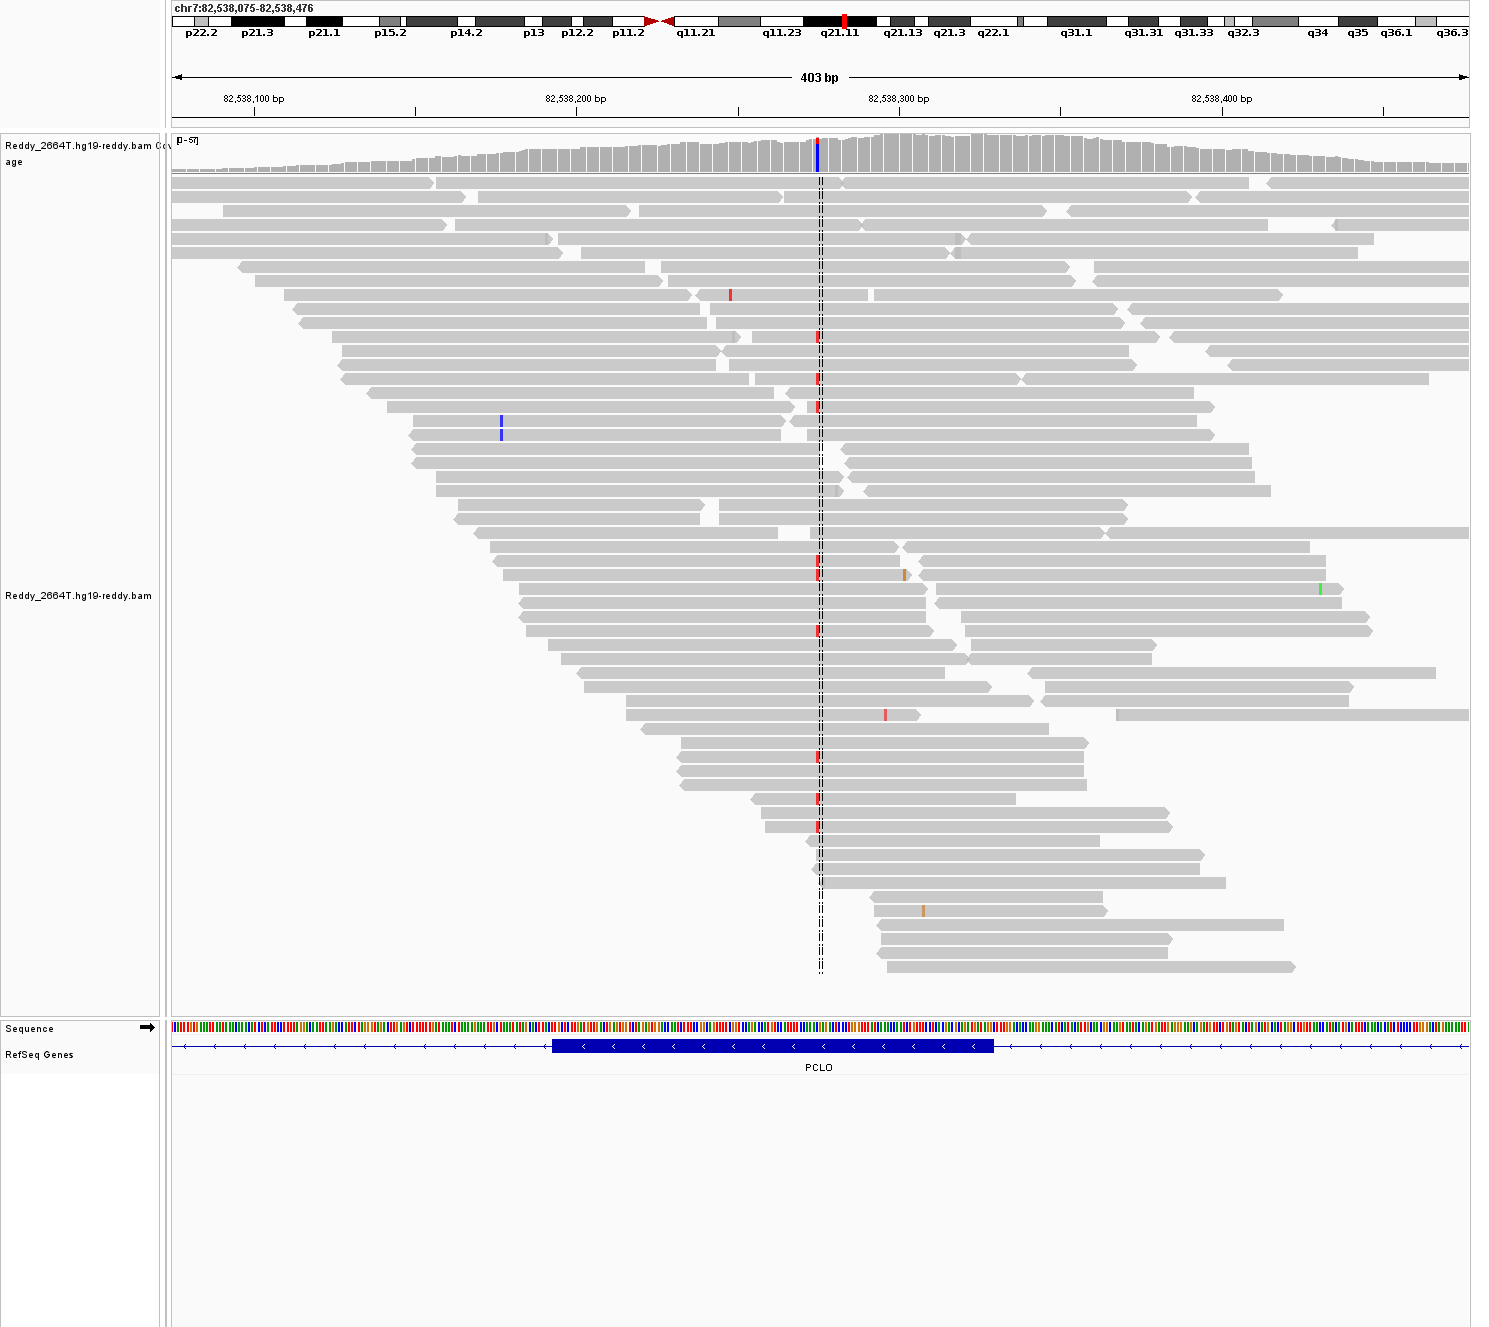 chr7:82,538,075-82,538,476
p22.2 p21.3 p21.1 p15.2 p14.2 p13 p12.2 p11.2 q11.21 q11.23 q21.11 q21.13 q21.3 q22.1 q31.1 q31.31 q31.33 q32.3 q34 q35 q36.1 q36.3
403 bp
82,538,100 bp 82,538,200 bp 82,538,300 bp 82,538,400 bp
Reddy_2664T.hg19-reddy.bam Cov
age
[0-57]
Reddy_2664T.hg19-reddy.bam
Sequence
RefSeq Genes
PCLO